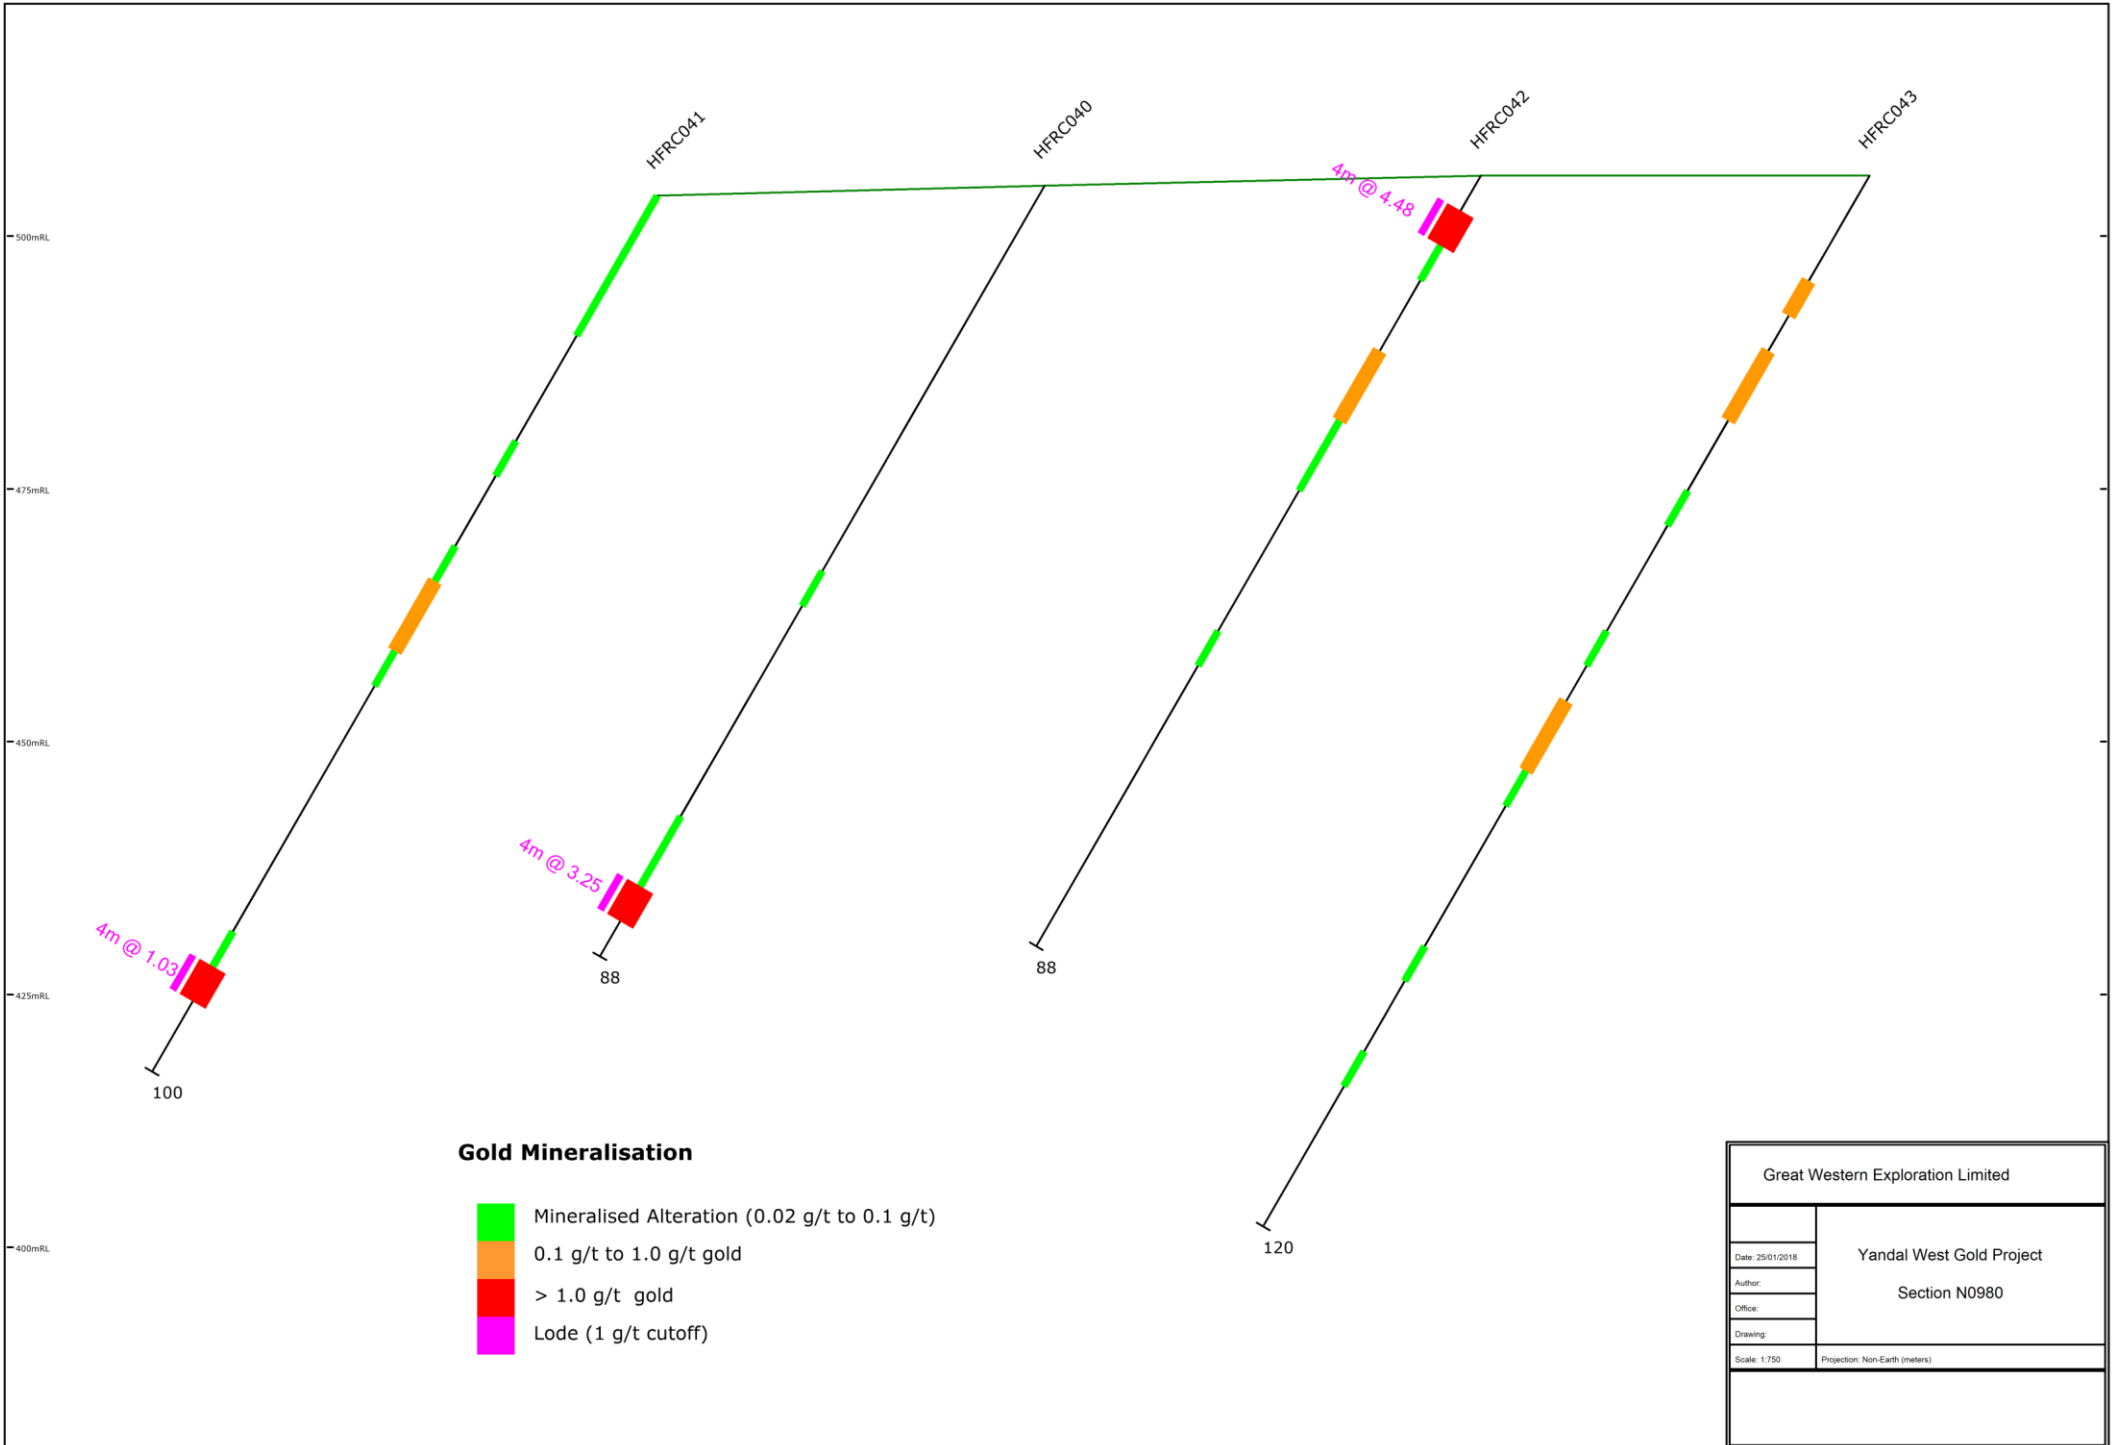 HFRC041
HFRC040
HFRC042
HFRC043
4m @ 4.48
500mRL
475mRL
450mRL
4m @ 3.25
4m @ 1.03
425mRL
88
88
100
120
400mRL
Gold Mineralisation
Mineralised Alteration (0.02 g/t to 0.1 g/t)
0.1 g/t to 1.0 g/t gold
> 1.0 g/t gold
Lode (1 g/t cutoff)
Great Western Exploration Limited
Yandal West Gold Project
Section N0980
Date: 25/01/2018
Author:
Office:
Drawing:
Scale: 1:750
Projection: Non-Earth (meters)